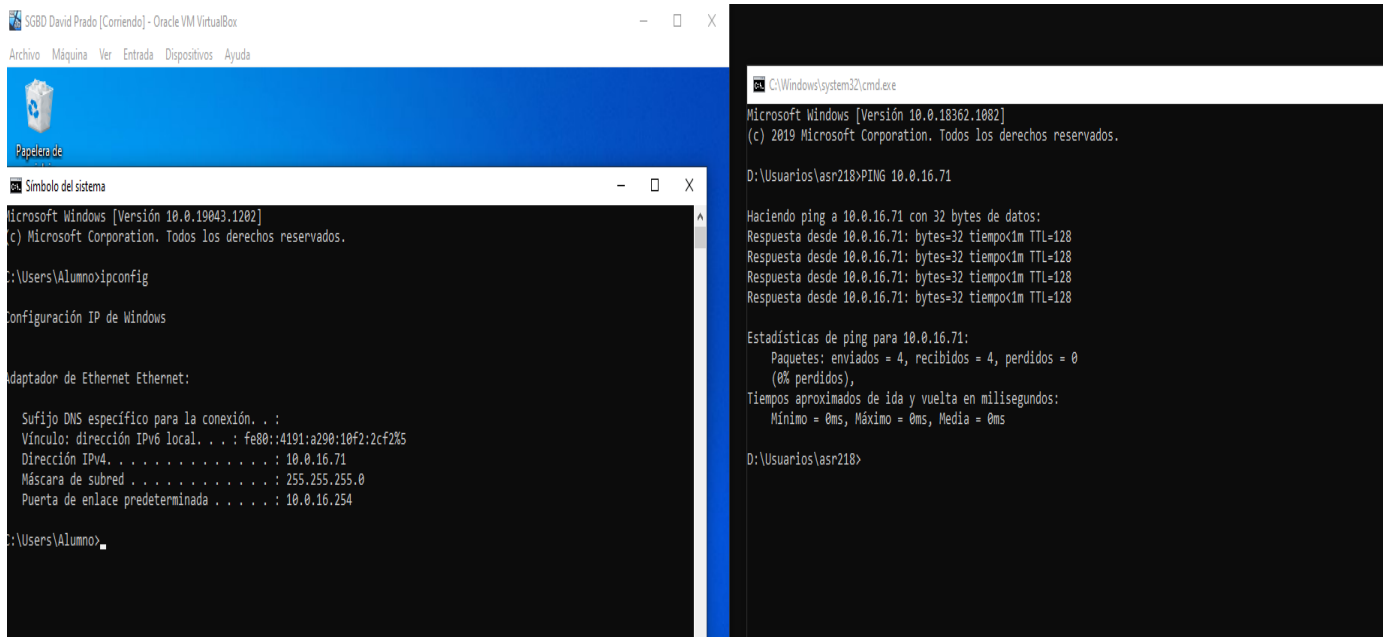 SGBD David Prado [Corriendo] - Oracle VM VirtualBox
Archivo Máquina Ver Entrada Dispositivos Ayuda
Papelera de
Símbolo del sistema
Microsoft Windows [Versión 10.0.19043.1202]
(c) Microsoft Corporation. Todos los derechos reservados.
C:\Users\Alumno>ipconfig
Configuración IP de Windows
Adaptador de Ethernet Ethernet:
Sufijo DNS específico para la conexión. . :
Vínculo: dirección IPv6 local. . . : fe80::4191:a290:10f2:2cf2%5
Dirección IPv4. . . . . . . . . . . . . . : 10.0.16.71
Máscara de subred . . . . . . . . . . . . : 255.255.255.0
Puerta de enlace predeterminada . . . . . : 10.0.16.254
C:\Users\Alumno>
C:\Windows\system32\cmd.exe
Microsoft Windows [Versión 10.0.18362.1082]
(c) 2019 Microsoft Corporation. Todos los derechos reservados.
D:\Usuarios\asr218>PING 10.0.16.71
Haciendo ping a 10.0.16.71 con 32 bytes de datos:
Respuesta desde 10.0.16.71: bytes=32 tiempo<1m TTL=128
Respuesta desde 10.0.16.71: bytes=32 tiempo<1m TTL=128
Respuesta desde 10.0.16.71: bytes=32 tiempo<1m TTL=128
Respuesta desde 10.0.16.71: bytes=32 tiempo<1m TTL=128
Estadísticas de ping para 10.0.16.71:
Paquetes: enviados = 4, recibidos = 4, perdidos = 0
(0% perdidos),
Tiempos aproximados de ida y vuelta en milisegundos:
Mínimo = 0ms, Máximo = 0ms, Media = 0ms
D:\Usuarios\asr218>